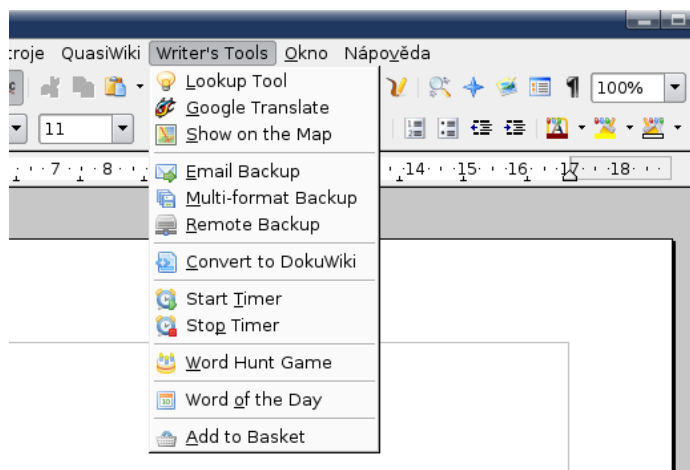 troje QuasiWiki Writer's Tools Okno Nápověda
Lookup Tool
100%
Google Translate
11
Show on the Map
7 8 14 15 16 17 18
Email Backup
Multi-format Backup
Remote Backup
Convert to DokuWiki
Start Timer
Stop Timer
Word Hunt Game
Word of the Day
Add to Basket